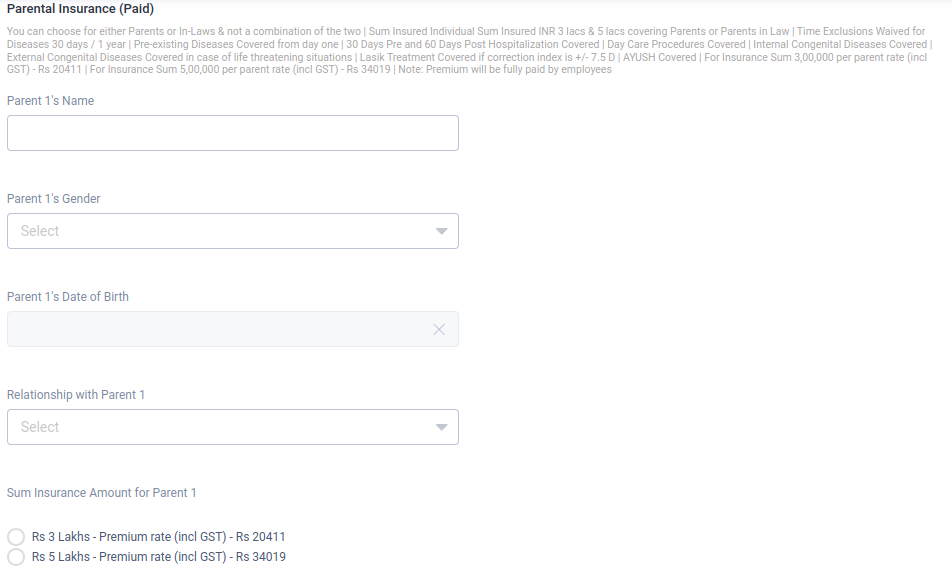 Parental Insurance (Paid)
You can choose for either Parents or In-Laws & not a combination of the two | Sum Insured Individual Sum Insured INR 3 lacs & 5 lacs covering Parents or Parents in Law | Time Exclusions Waived for
Diseases 30 days / 1 year | Pre-existing Diseases Covered from day one | 30 Days Pre and 60 Days Post Hospitalization Covered | Day Care Procedures Covered | Internal Congenital Diseases Covered |
External Congenital Diseases Covered in case of life threatening situations | Lasik Treatment Covered if correction index is +/- 7.5 D | AYUSH Covered | For Insurance Sum 3,00,000 per parent rate (incl
GST) - Rs 20411 | For Insurance Sum 5,00,000 per parent rate (incl GST) - Rs 34019 | Note: Premium will be fully paid by employees
Parent 1's Name
Parent 1's Gender
Select
Parent 1's Date of Birth
Relationship with Parent 1
Select
Sum Insurance Amount for Parent 1
Rs 3 Lakhs - Premium rate (incl GST) - Rs 20411
Rs 5 Lakhs - Premium rate (incl GST) - Rs 34019